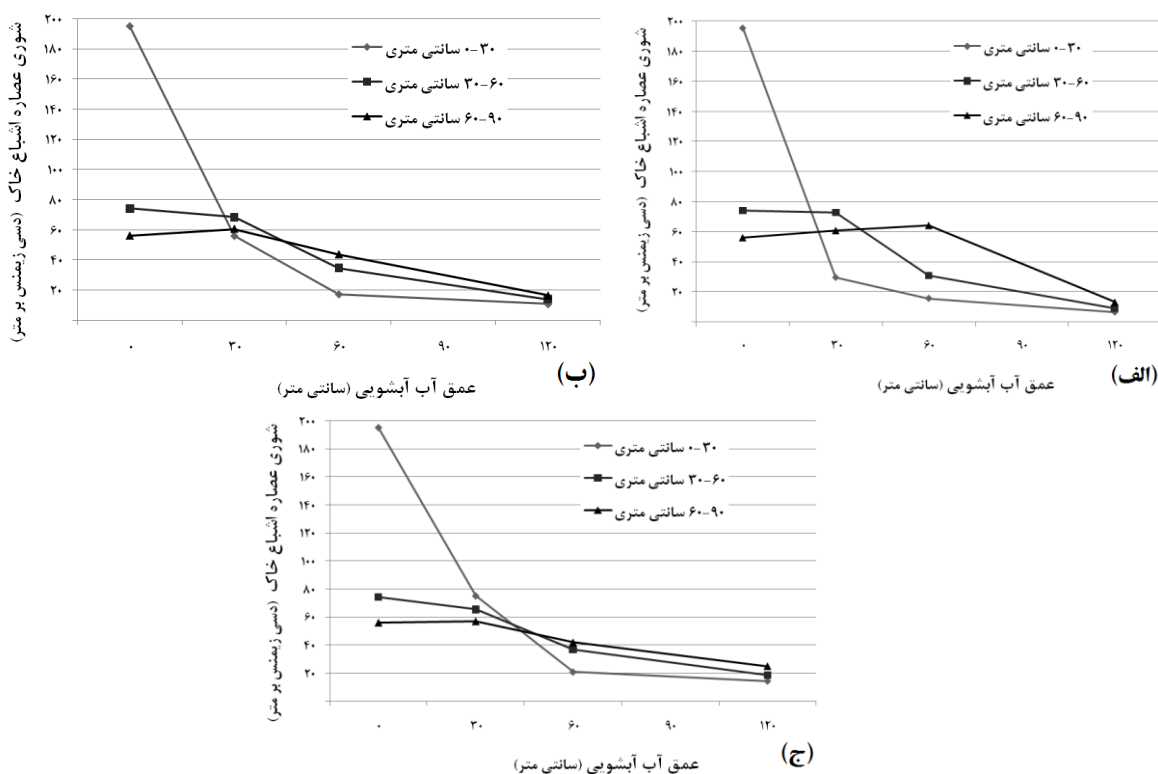 شوری عصاره اشباع خاک (دسی زیمنس بر متر)
۲۰۰
۱۸۰
۱۶۰
۱۴۰
۱۲۰
۱۰۰
۸۰
۶۰
۴۰
۲۰
۰-۳۰ سانتی متری
۳۰-۶۰ سانتی متری
۶۰-۹۰ سانتی متری
۰ ۳۰ ۶۰ ۹۰ ۱۲۰
عمق آب آبشویی (سانتی متر)
(الف)
شوری عصاره اشباع خاک (دسی زیمنس بر متر)
۲۰۰
۱۸۰
۱۶۰
۱۴۰
۱۲۰
۱۰۰
۸۰
۶۰
۴۰
۲۰
۰-۳۰ سانتی متری
۳۰-۶۰ سانتی متری
۶۰-۹۰ سانتی متری
۰ ۳۰ ۶۰ ۹۰ ۱۲۰
عمق آب آبشویی (سانتی متر)
(ب)
شوری عصاره اشباع خاک (دسی زیمنس بر متر)
۲۰۰
۱۸۰
۱۶۰
۱۴۰
۱۲۰
۱۰۰
۸۰
۶۰
۴۰
۲۰
۰-۳۰ سانتی متری
۳۰-۶۰ سانتی متری
۶۰-۹۰ سانتی متری
۰ ۳۰ ۶۰ ۹۰ ۱۲۰
عمق آب آبشویی (سانتی متر)
(ج)